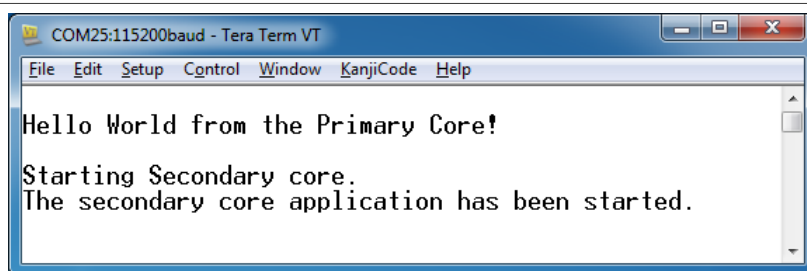 COM25:115200baud - Tera Term VT
File Edit Setup Control Window KanjiCode Help
Hello World from the Primary Core!
Starting Secondary core.
The secondary core application has been started.